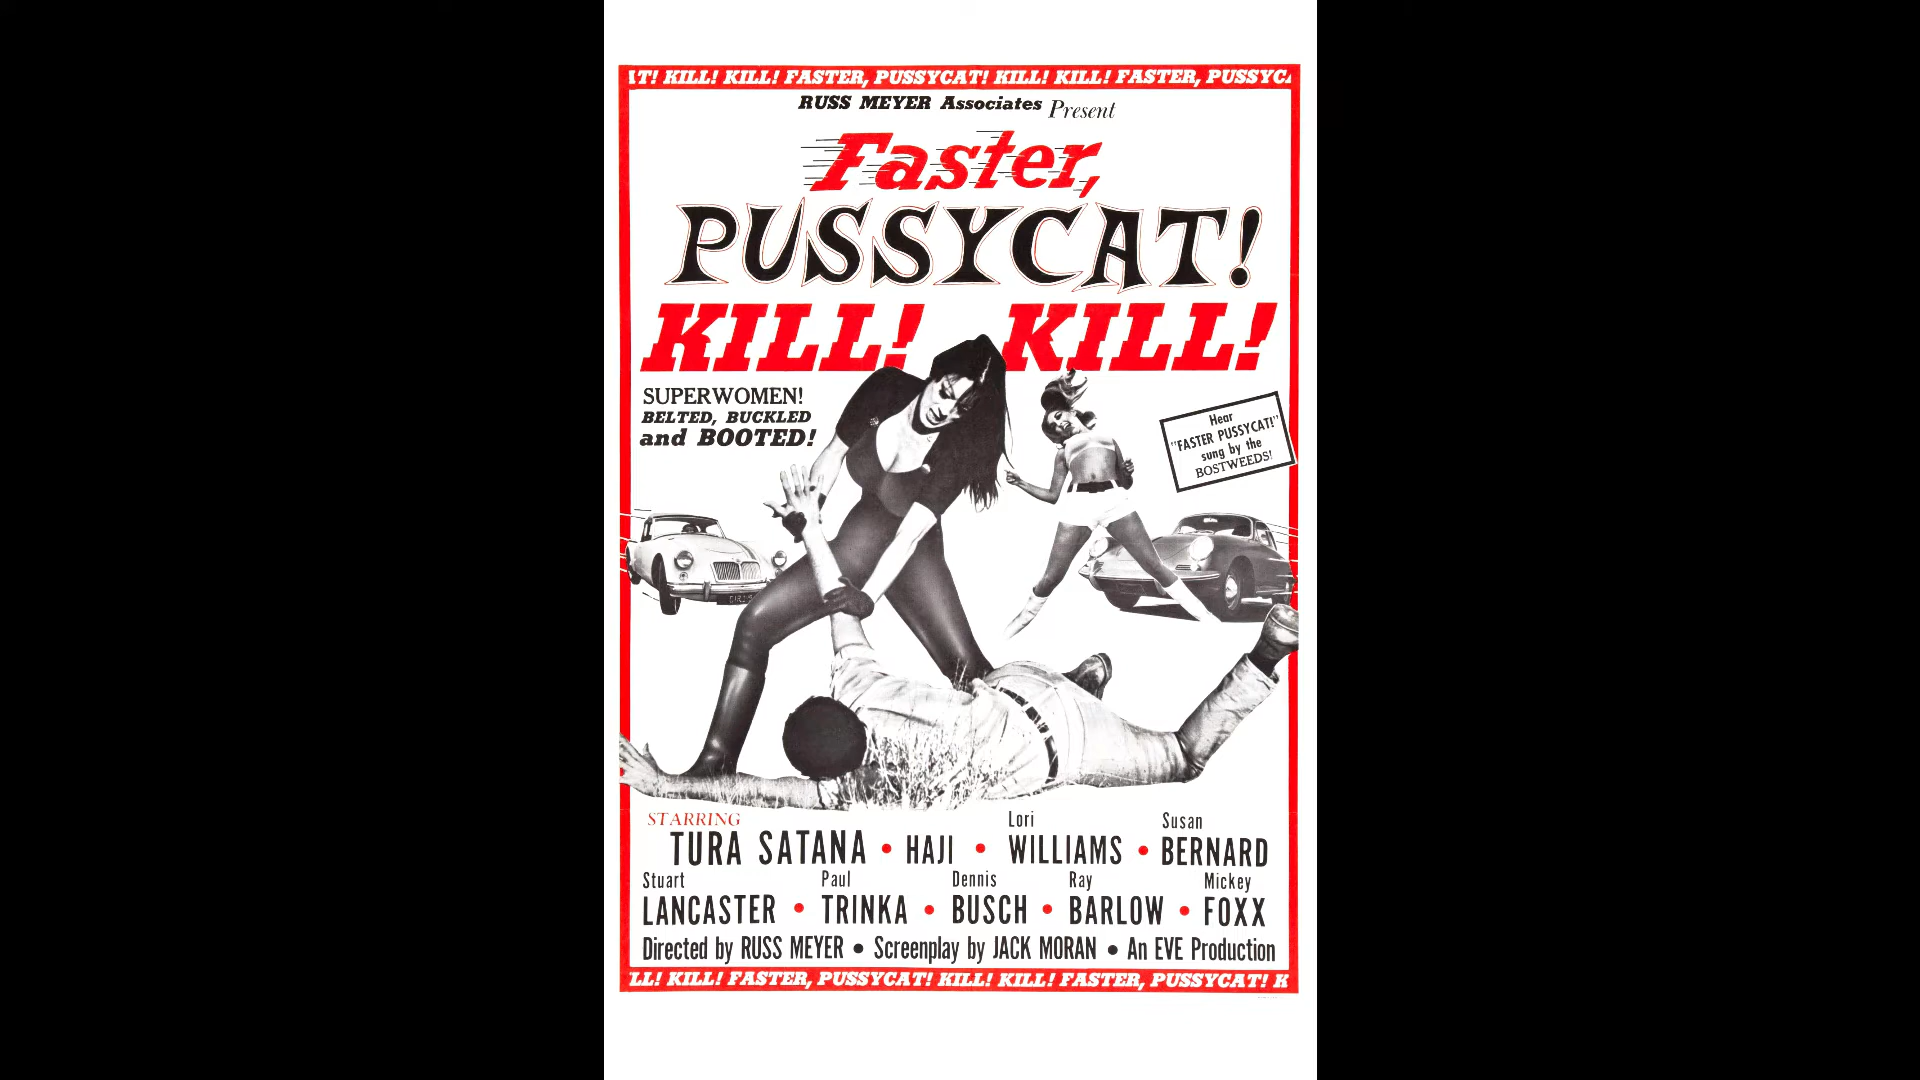 IT! KILL! KILL! FASTER, PUSSYCAT! KILL! KILL! FASTER, PUSSYCA
RUSS MEYER Associates Present
Faster,
PUSSYCAT!
KILL! KILL!
SUPERWOMEN!
BELTED, BUCKLED
and BOOTED!
Hear
"FASTER PUSSYCAT!"
sung by the
BOSTWEEDS!
STARRING
TURA SATANA • HAJI • Lori WILLIAMS • Susan BERNARD
Stuart LANCASTER • Paul TRINKA • Dennis BUSCH • Ray BARLOW • Mickey FOXX
Directed by RUSS MEYER • Screenplay by JACK MORAN • An EVE Production
LL! KILL! FASTER, PUSSYCAT! KILL! KILL! FASTER, PUSSYCAT! K